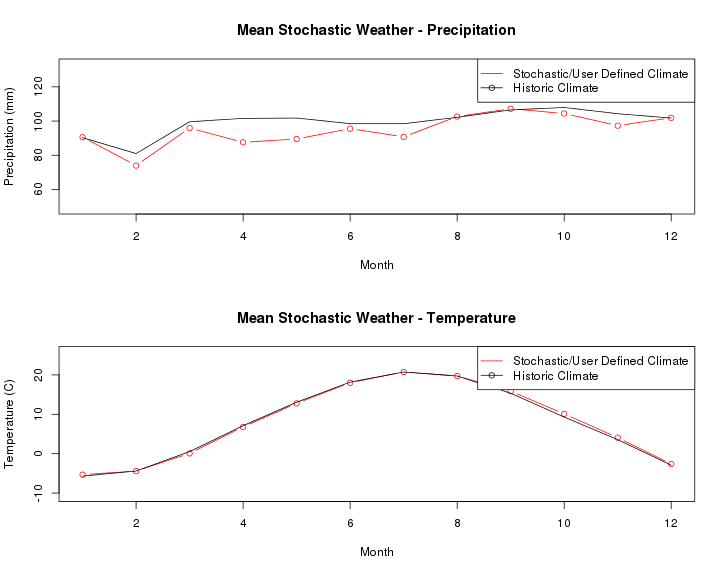 Mean Stochastic Weather - Precipitation
Stochastic/User Defined Climate
Historic Climate
Precipitation (mm)
120
100
80
60
2 4 6 8 10 12
Month
Mean Stochastic Weather - Temperature
Stochastic/User Defined Climate
Historic Climate
Temperature (C)
20
10
0
-10
2 4 6 8 10 12
Month